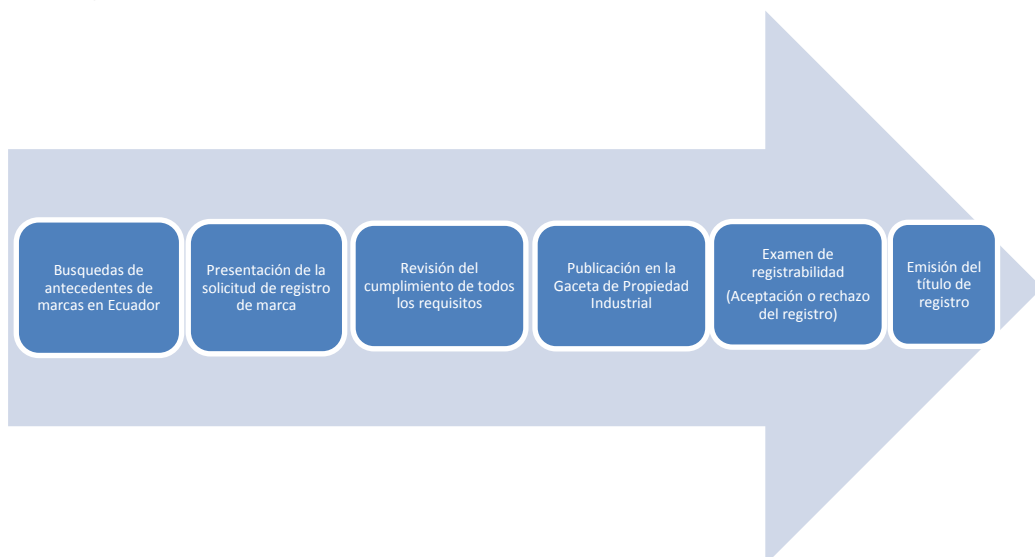 Busquedas de
antecedentes de
marcas en Ecuador
Presentación de la
solicitud de registro
de marca
Revisión del
cumplimiento de todos
los requisitos
Publicación en la
Gaceta de Propiedad
Industrial
Examen de
registrabilidad
(Aceptación o rechazo
del registro)
Emisión del
título de
registro